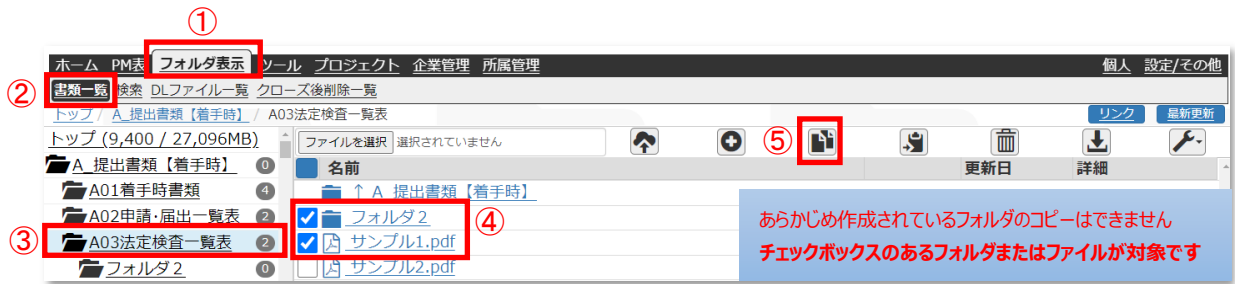 ①
ホーム PM表 フォルダ表示 ツール プロジェクト 企業管理 所属管理 個人 設定/その他
② 書類一覧 検索 DLファイル一覧 クローズ後削除一覧
トップ / A_提出書類【着手時】 / A03法定検査一覧表 リンク 最新更新
トップ (9,400 / 27,096MB) ファイルを選択 選択されていません ⑤
A_提出書類【着手時】 0 名前 更新日 詳細
A01着手時書類 4 ↑ A_提出書類【着手時】
A02申請・届出一覧表 2 フォルダ2 ④
③ A03法定検査一覧表 2 サンプル1.pdf
フォルダ2 0 サンプル2.pdf
あらかじめ作成されているフォルダのコピーはできません
チェックボックスのあるフォルダまたはファイルが対象です